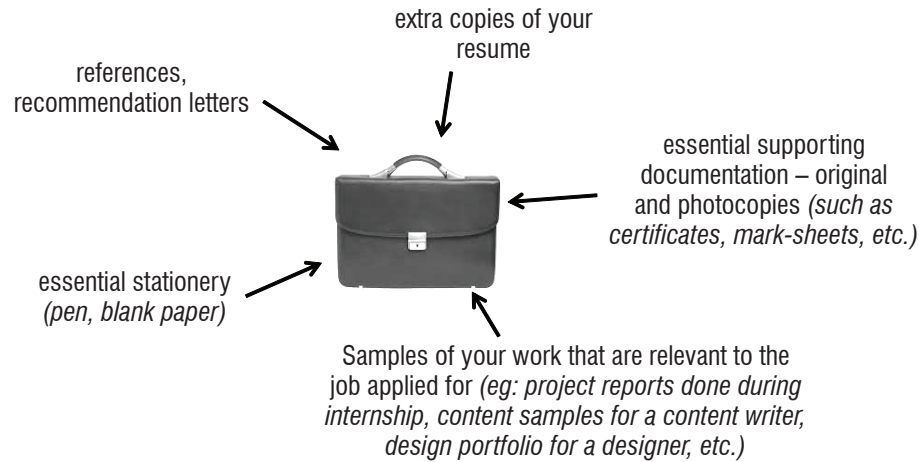 extra copies of your
resume
references,
recommendation letters
essential supporting
documentation – original
and photocopies (such as
certificates, mark-sheets, etc.)
essential stationery
(pen, blank paper)
Samples of your work that are relevant to the
job applied for (eg: project reports done during
internship, content samples for a content writer,
design portfolio for a designer, etc.)